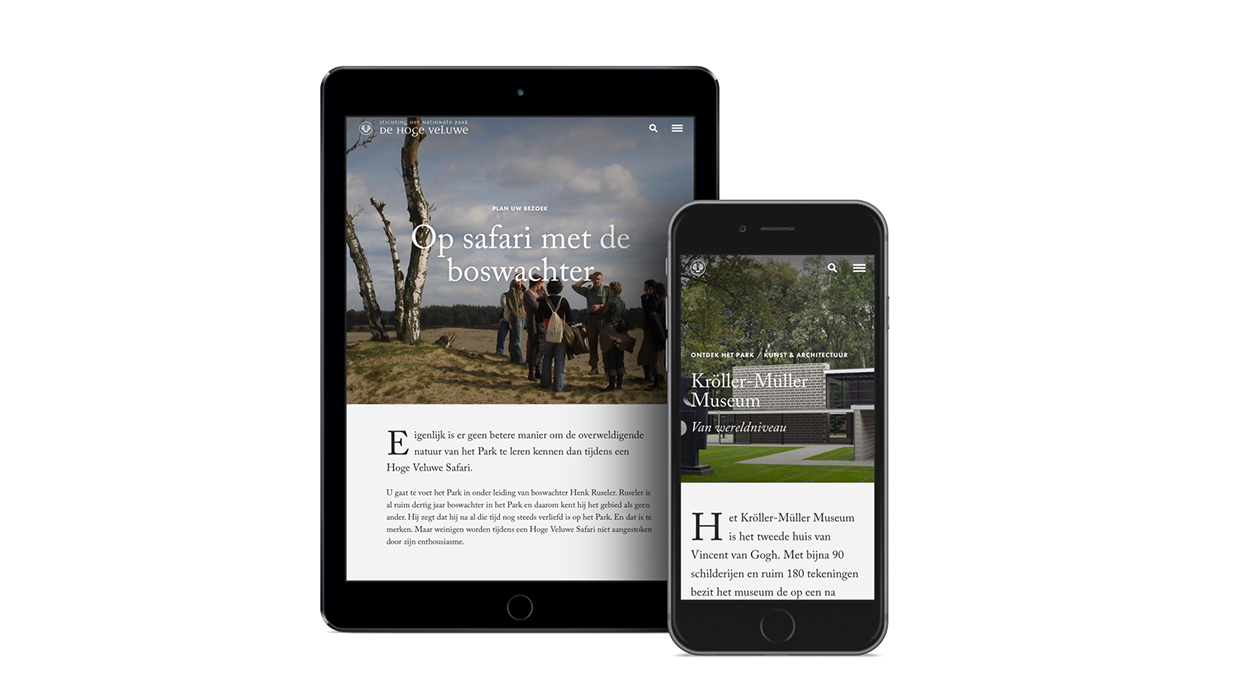 STICHTING HET NATIONALE PARK
DE HOGE VELUWE
PLAN UW BEZOEK
Op safari met de
boswachter
Eigenlijk is er geen betere manier om de overweldigende
natuur van het Park te leren kennen dan tijdens een
Hoge Veluwe Safari.
U gaat te voet het Park in onder leiding van boswachter Henk Ruseler. Ruseler is
al ruim dertig jaar boswachter in het Park en daarom kent hij het gebied als geen
ander. Hij zegt dat hij na al die tijd nog steeds verliefd is op het Park. En dat is te
merken. Maar weinigen worden tijdens een Hoge Veluwe Safari niet aangestoken
door zijn enthousiasme.
ONTDEK HET PARK / KUNST & ARCHITECTUUR
Kröller-Müller
Museum
Van wereldniveau
Het Kröller-Müller Museum
is het tweede huis van
Vincent van Gogh. Met bijna 90
schilderijen en ruim 180 tekeningen
bezit het museum de op een na